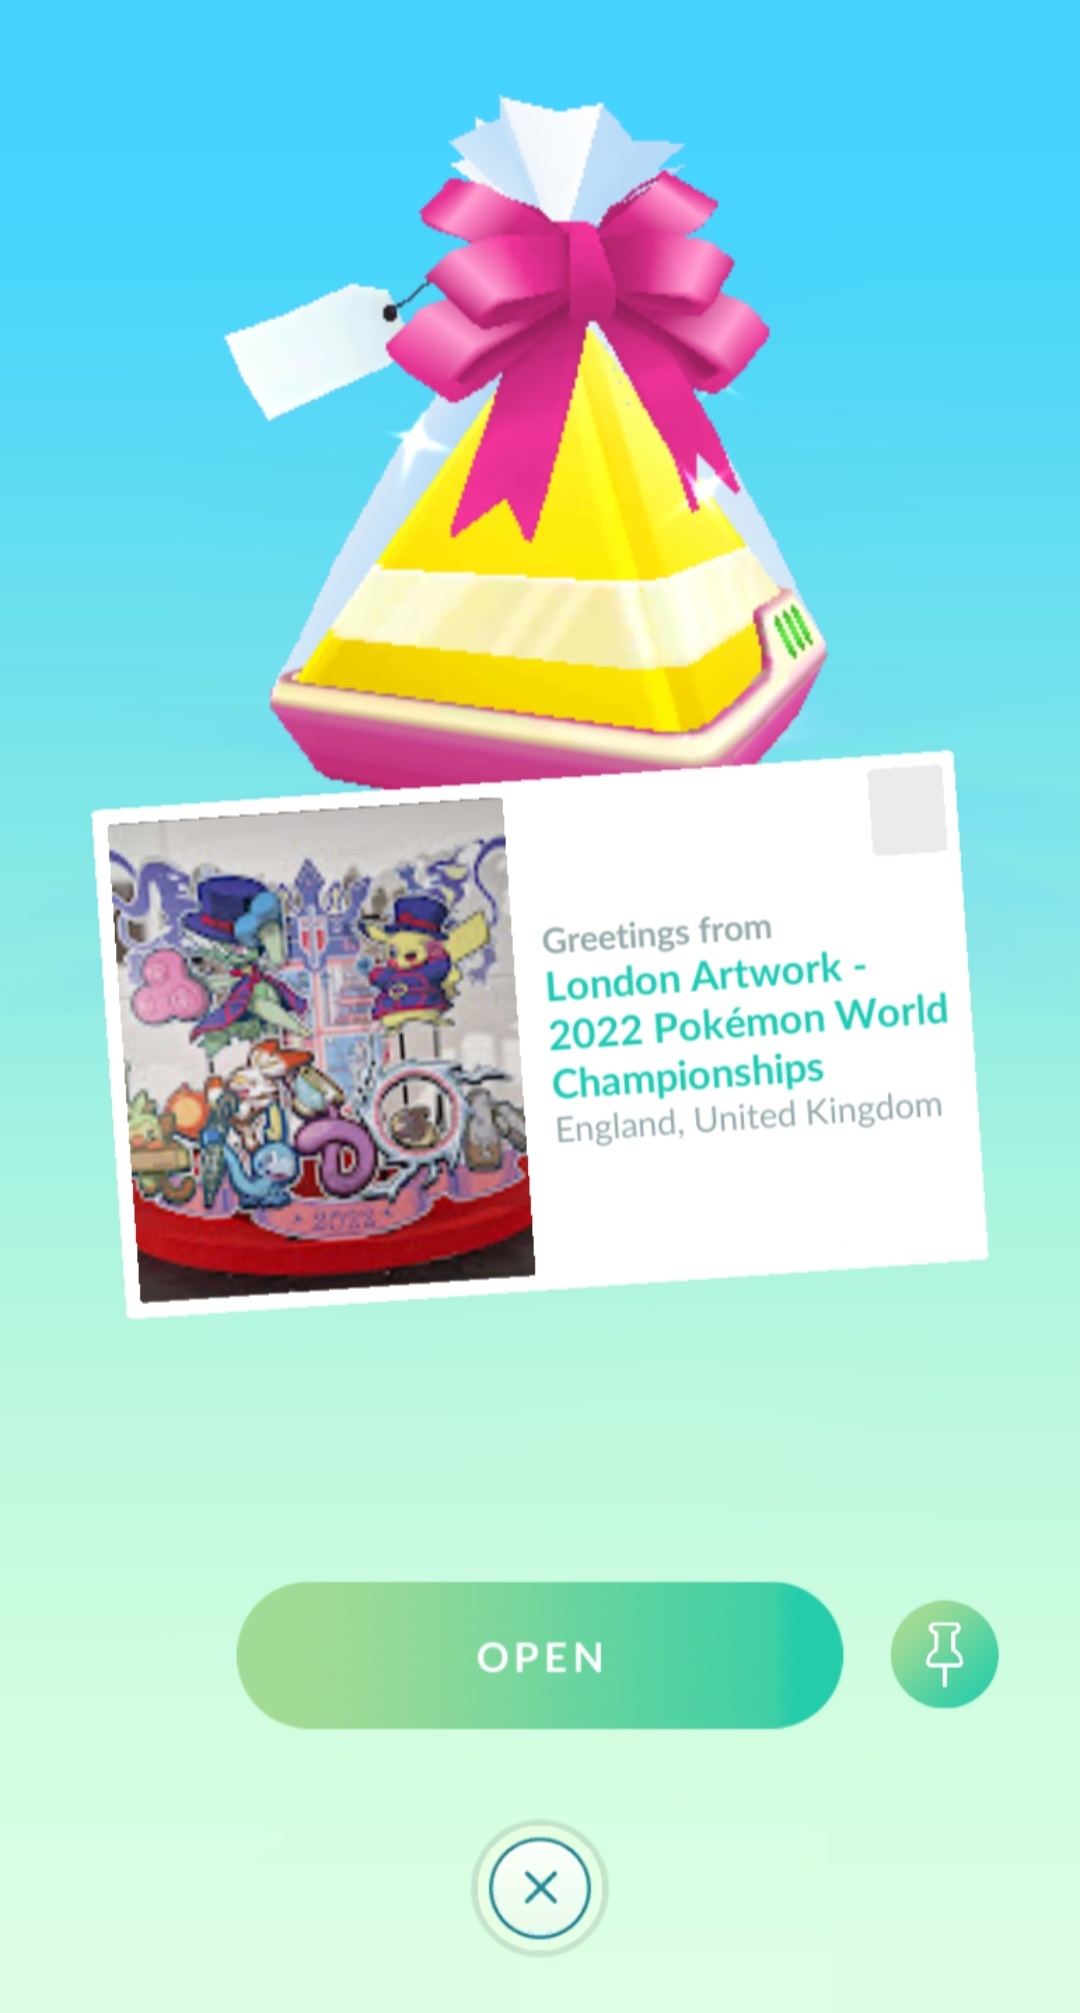 Greetings from
London Artwork -
2022 Pokémon World
Championships
England, United Kingdom
2022
OPEN